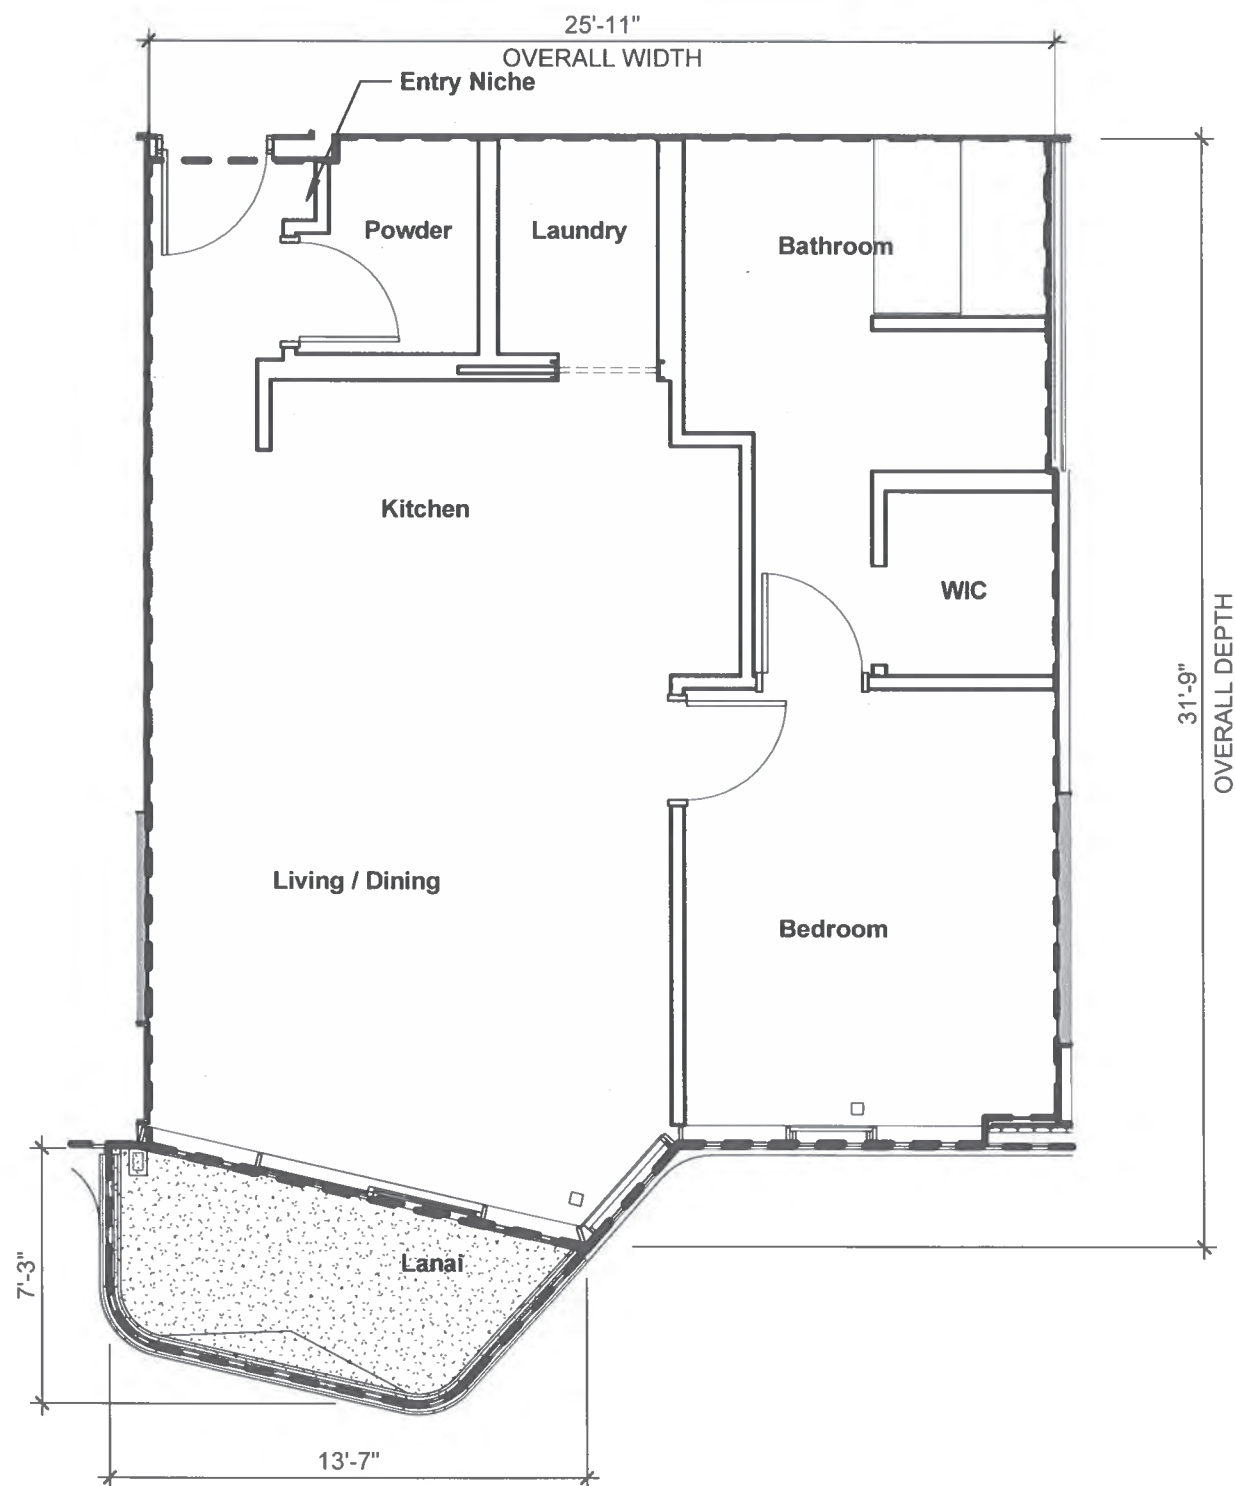 25'-11"
OVERALL WIDTH
Entry Niche
Powder
Laundry
Bathroom
Kitchen
WIC
31'-9"
OVERALL DEPTH
Living / Dining
Bedroom
Lanai
7'-3"
13'-7"